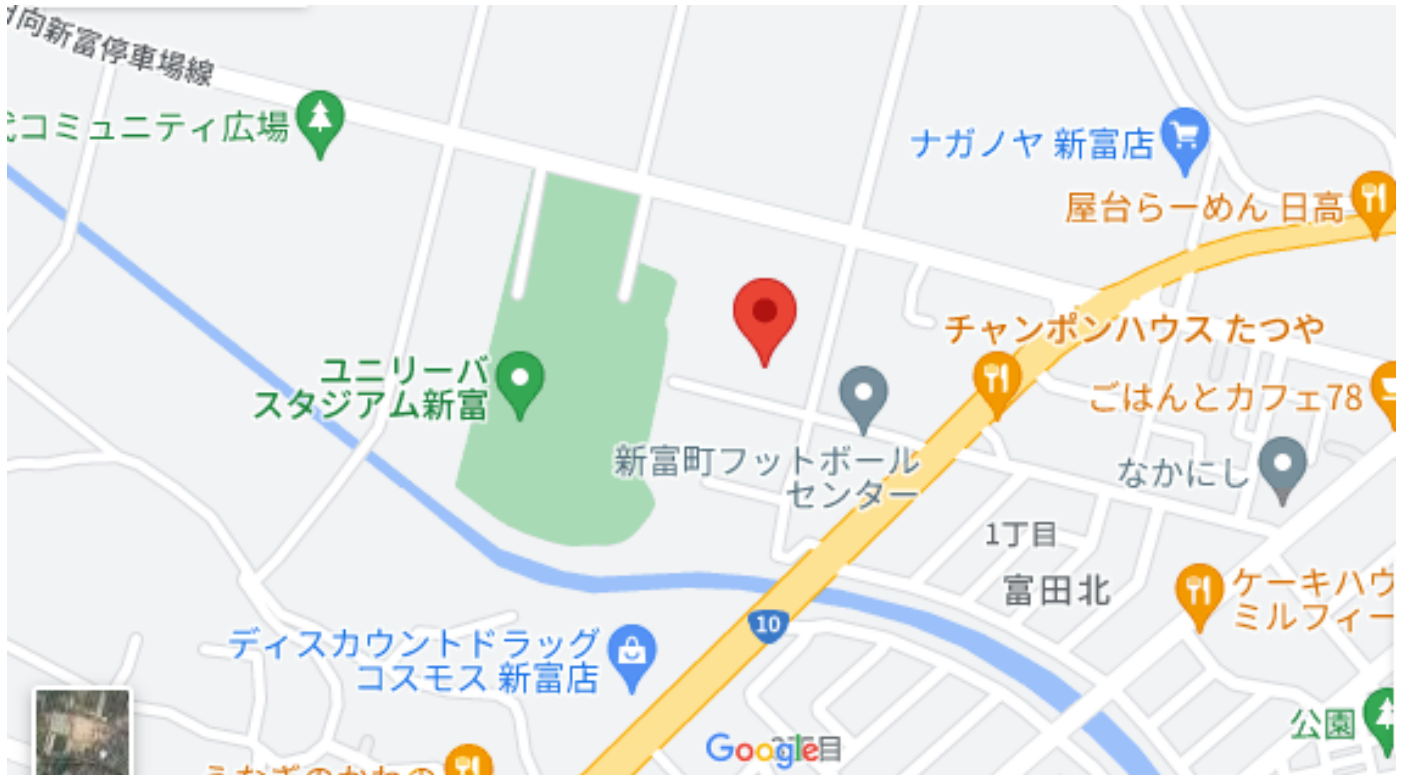 日向新富停車場線
コミュニティ広場
ナガノヤ 新富店
屋台らーめん 日高
チャンポンハウス たつや
ユニリーバ
スタジアム新富
ごはんとカフェ78
新富町フットボール
センター
なかにし
1丁目
富田北
ケーキハウ
ミルフィー
10
ディスカウントドラッグ
コスモス 新富店
公園
Google